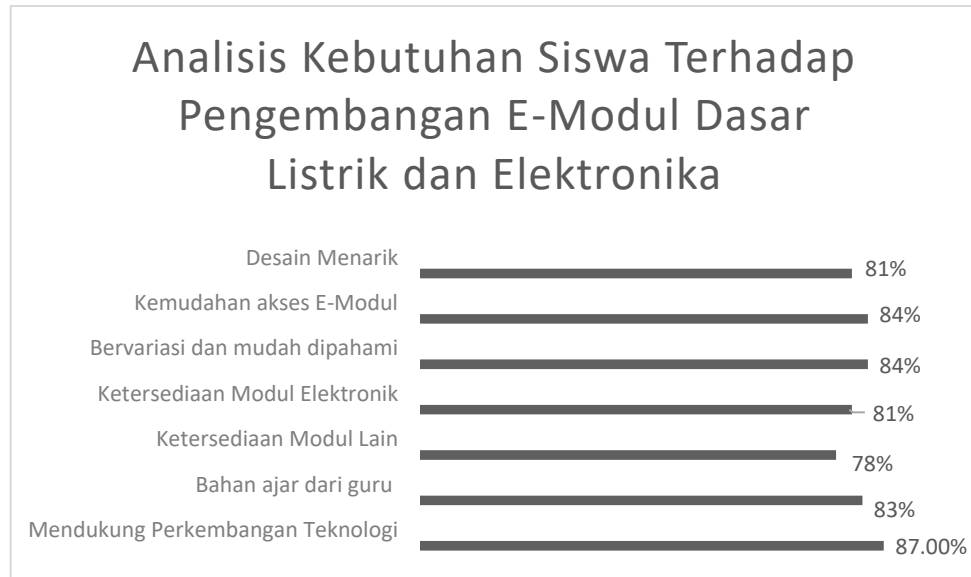 Analisis Kebutuhan Siswa Terhadap
Pengembangan E-Modul Dasar
Listrik dan Elektronika
Desain Menarik 81%
Kemudahan akses E-Modul 84%
Bervariasi dan mudah dipahami 84%
Ketersediaan Modul Elektronik 81%
Ketersediaan Modul Lain 78%
Bahan ajar dari guru 83%
Mendukung Perkembangan Teknologi 87.00%